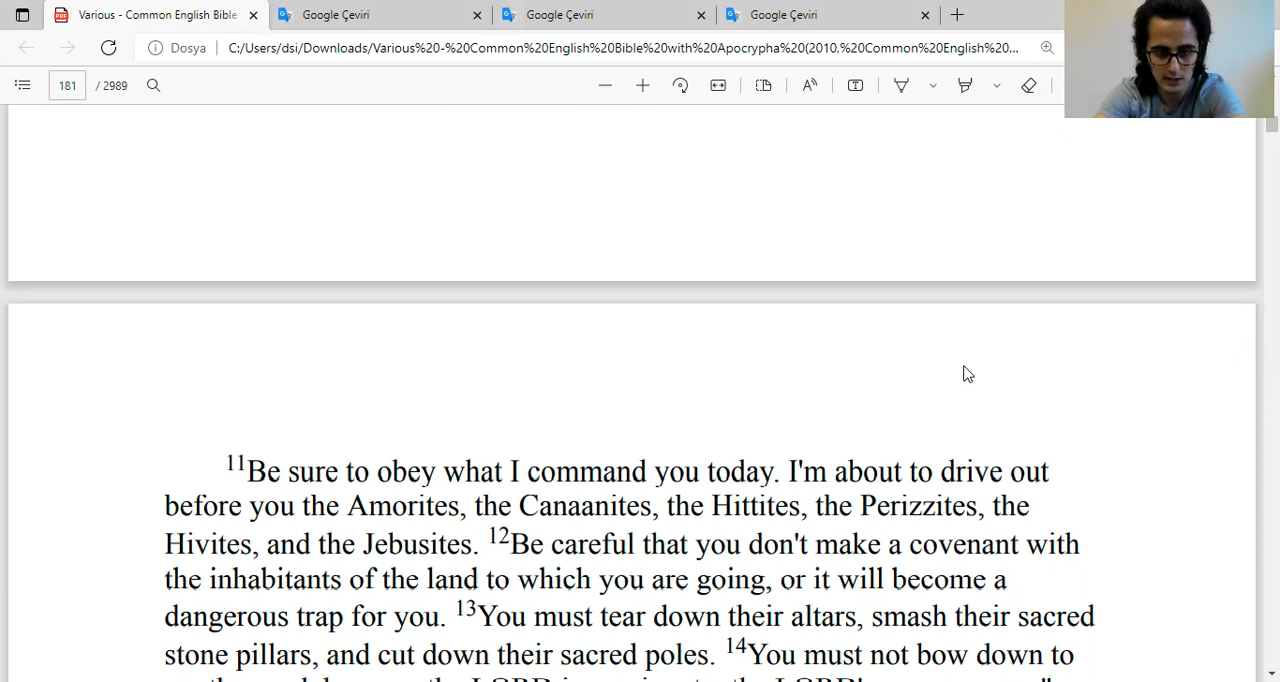 Various - Common English Bible
Google Çeviri
Google Çeviri
Google Çeviri
Dosya
C:/Users/dsi/Downloads/Various%20-%20Common%20English%20Bible%20with%20Apocrypha%20(2010,%20Common%20English%20...
181 / 2989
11Be sure to obey what I command you today. I'm about to drive out
before you the Amorites, the Canaanites, the Hittites, the Perizzites, the
Hivites, and the Jebusites. 12Be careful that you don't make a covenant with
the inhabitants of the land to which you are going, or it will become a
dangerous trap for you. 13You must tear down their altars, smash their sacred
stone pillars, and cut down their sacred poles. 14You must not bow down to